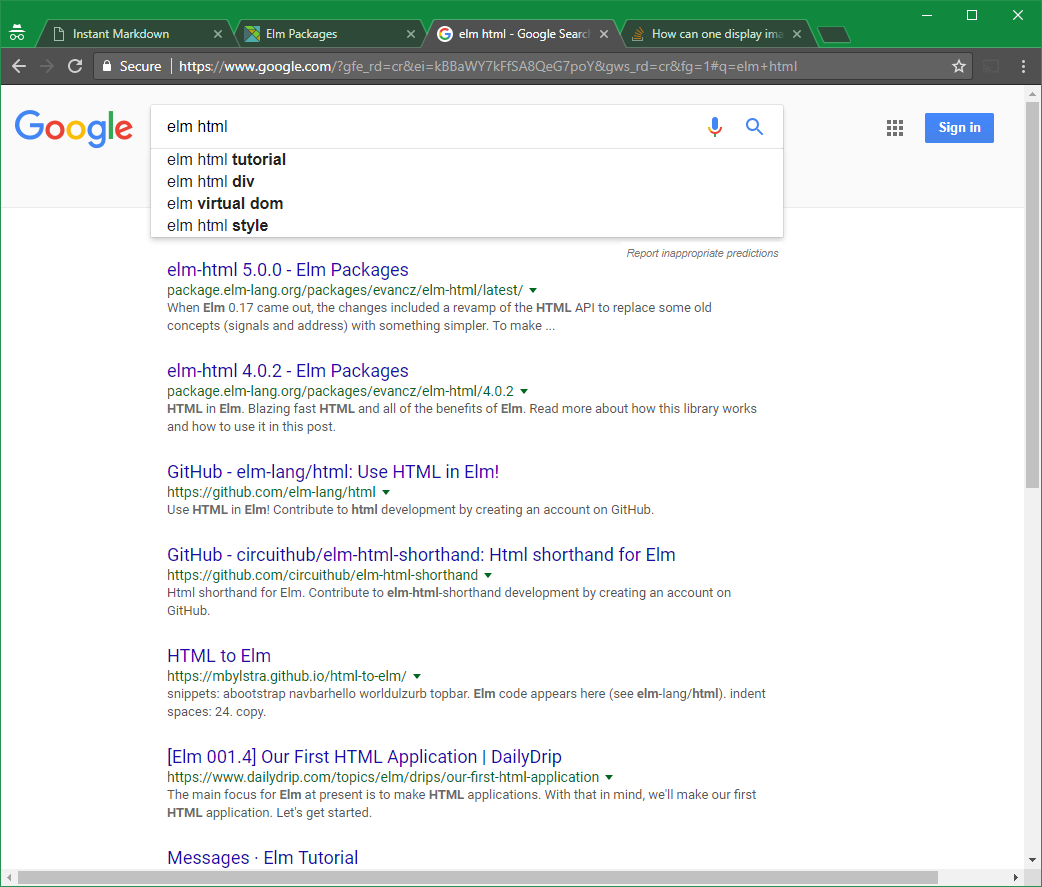 Instant Markdown
Elm Packages
elm html - Google Search
How can one display ima
Secure
https://www.google.com/?gfe_rd=cr&ei=kBBaWY7kFfSA8QeG7poY&gws_rd=cr&fg=1#q=elm+html
Google
elm html
Sign in
elm html tutorial
elm html div
elm virtual dom
elm html style
Report inappropriate predictions
elm-html 5.0.0 - Elm Packages
package.elm-lang.org/packages/evancz/elm-html/latest/
When Elm 0.17 came out, the changes included a revamp of the HTML API to replace some old
concepts (signals and address) with something simpler. To make ...
elm-html 4.0.2 - Elm Packages
package.elm-lang.org/packages/evancz/elm-html/4.0.2
HTML in Elm. Blazing fast HTML and all of the benefits of Elm. Read more about how this library works
and how to use it in this post.
GitHub - elm-lang/html: Use HTML in Elm!
https://github.com/elm-lang/html
Use HTML in Elm! Contribute to html development by creating an account on GitHub.
GitHub - circuithub/elm-html-shorthand: Html shorthand for Elm
https://github.com/circuithub/elm-html-shorthand
Html shorthand for Elm. Contribute to elm-html-shorthand development by creating an account on
GitHub.
HTML to Elm
https://mbylstra.github.io/html-to-elm/
snippets: abootstrap navbarhello worldulzurb topbar. Elm code appears here (see elm-lang/html). indent
spaces: 24. copy.
[Elm 001.4] Our First HTML Application | DailyDrip
https://www.dailydrip.com/topics/elm/drips/our-first-html-application
The main focus for Elm at present is to make HTML applications. With that in mind, we'll make our first
HTML application. Let's get started.
Messages · Elm Tutorial